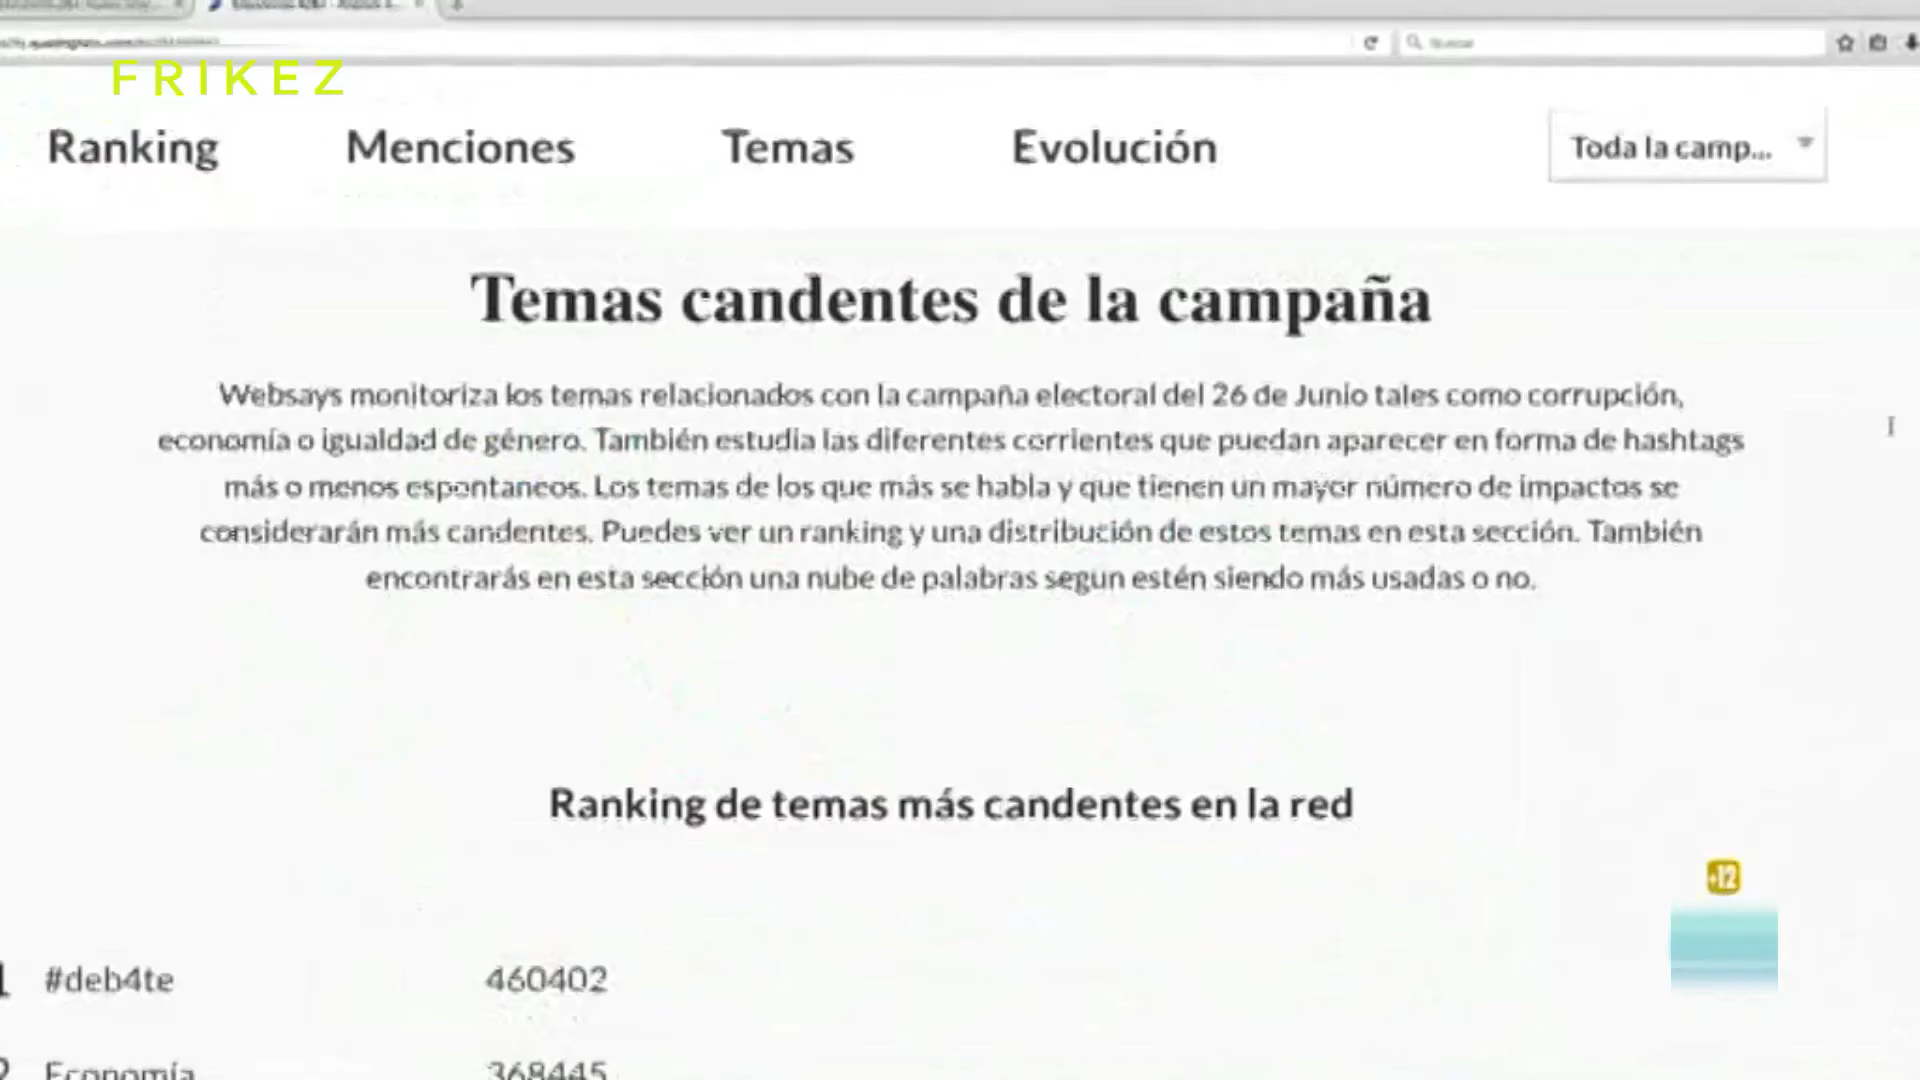 FRIKEZ
Ranking Menciones Temas Evolución Toda la camp...
Temas candentes de la campaña
Websays monitoriza los temas relacionados con la campaña electoral del 26 de Junio tales como corrupción,
economía o igualdad de género. También estudia las diferentes corrientes que puedan aparecer en forma de hashtags
más o menos espontaneos. Los temas de los que más se habla y que tienen un mayor número de impactos se
considerarán más candentes. Puedes ver un ranking y una distribución de estos temas en esta sección. También
encontrarás en esta sección una nube de palabras segun estén siendo más usadas o no.
Ranking de temas más candentes en la red
+12
1 #deb4te 460402
2 Economía 368445